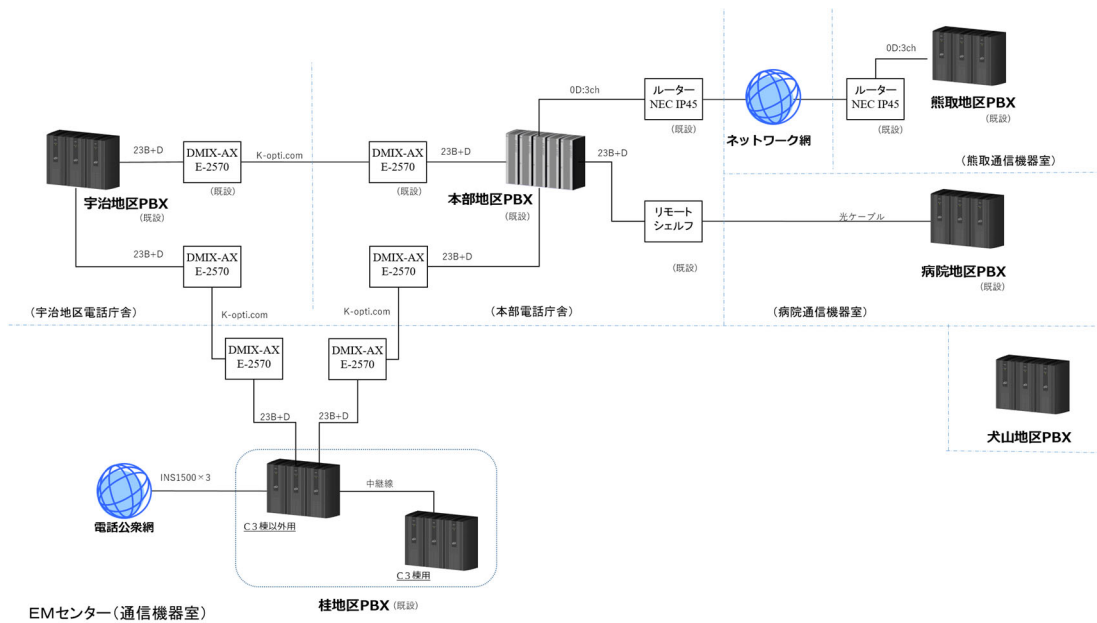 0D:3ch
ルーター
NEC IP45
(既設)
ネットワーク網
ルーター
NEC IP45
(既設)
0D:3ch
熊取地区PBX
(既設)
(熊取通信機器室)
宇治地区PBX
(既設)
23B+D
DMIX-AX
E-2570
(既設)
K-opti.com
DMIX-AX
E-2570
(既設)
23B+D
本部地区PBX
(既設)
23B+D
リモート
シェルフ
(既設)
光ケーブル
病院地区PBX
(既設)
23B+D
DMIX-AX
E-2570
DMIX-AX
E-2570
23B+D
(宇治地区電話庁舎)
K-opti.com
K-opti.com
(本部電話庁舎)
(病院通信機器室)
DMIX-AX
E-2570
DMIX-AX
E-2570
23B+D
23B+D
犬山地区PBX
電話公衆網
INS1500×3
C3棟以外用
中継線
C3棟用
桂地区PBX (既設)
EMセンター(通信機器室)